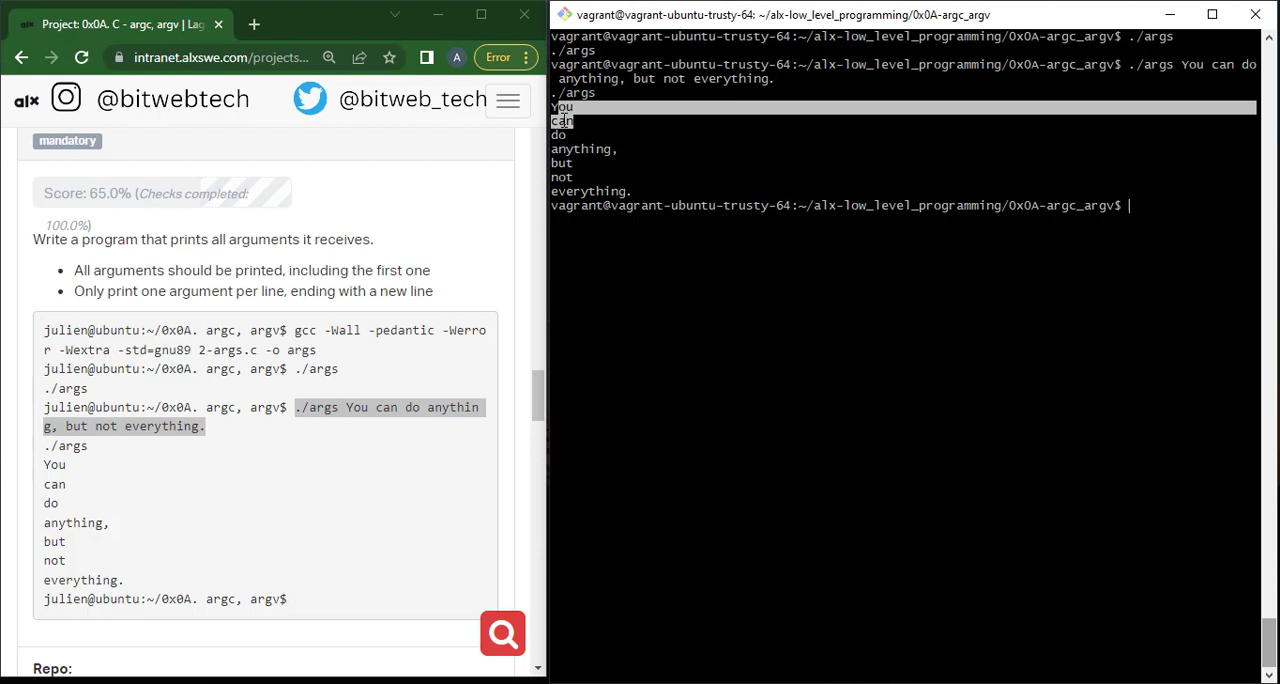 Project: 0x0A. C - argc, argv | Lag
intranet.alxswe.com/projects...
A
Error
alx @bitwebtech @bitweb_tech
mandatory
Score: 65.0% (Checks completed:
100.0%)
Write a program that prints all arguments it receives.
• All arguments should be printed, including the first one
• Only print one argument per line, ending with a new line
julien@ubuntu:~/0x0A. argc, argv$ gcc -Wall -pedantic -Werro
r -Wextra -std=gnu89 2-args.c -o args
julien@ubuntu:~/0x0A. argc, argv$ ./args
./args
julien@ubuntu:~/0x0A. argc, argv$ ./args You can do anythin
g, but not everything.
./args
You
can
do
anything,
but
not
everything.
julien@ubuntu:~/0x0A. argc, argv$
Repo:
vagrant@vagrant-ubuntu-trusty-64: ~/alx-low_level_programming/0x0A-argc_argv
vagrant@vagrant-ubuntu-trusty-64:~/alx-low_level_programming/0x0A-argc_argv$ ./args
./args
vagrant@vagrant-ubuntu-trusty-64:~/alx-low_level_programming/0x0A-argc_argv$ ./args You can do
anything, but not everything.
./args
You
can
do
anything,
but
not
everything.
vagrant@vagrant-ubuntu-trusty-64:~/alx-low_level_programming/0x0A-argc_argv$